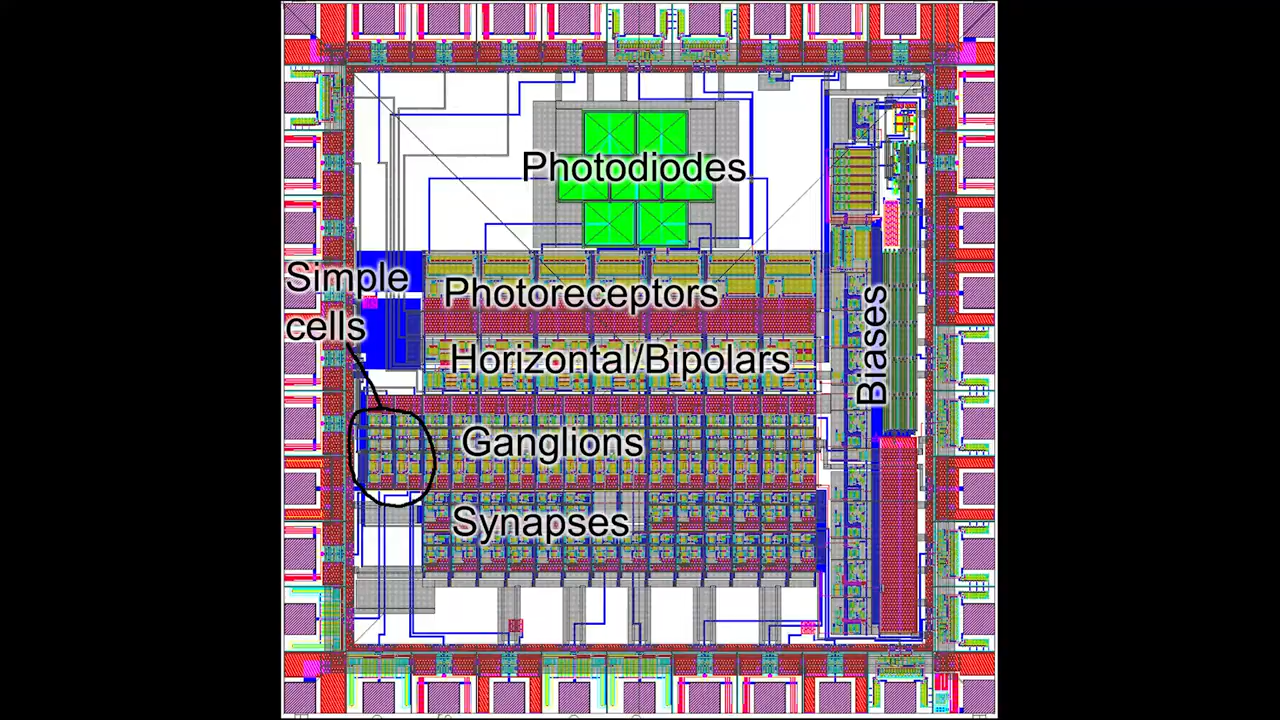 Photodiodes
Simple
cells
Photoreceptors
Horizontal/Bipolars
Biases
Ganglions
Synapses